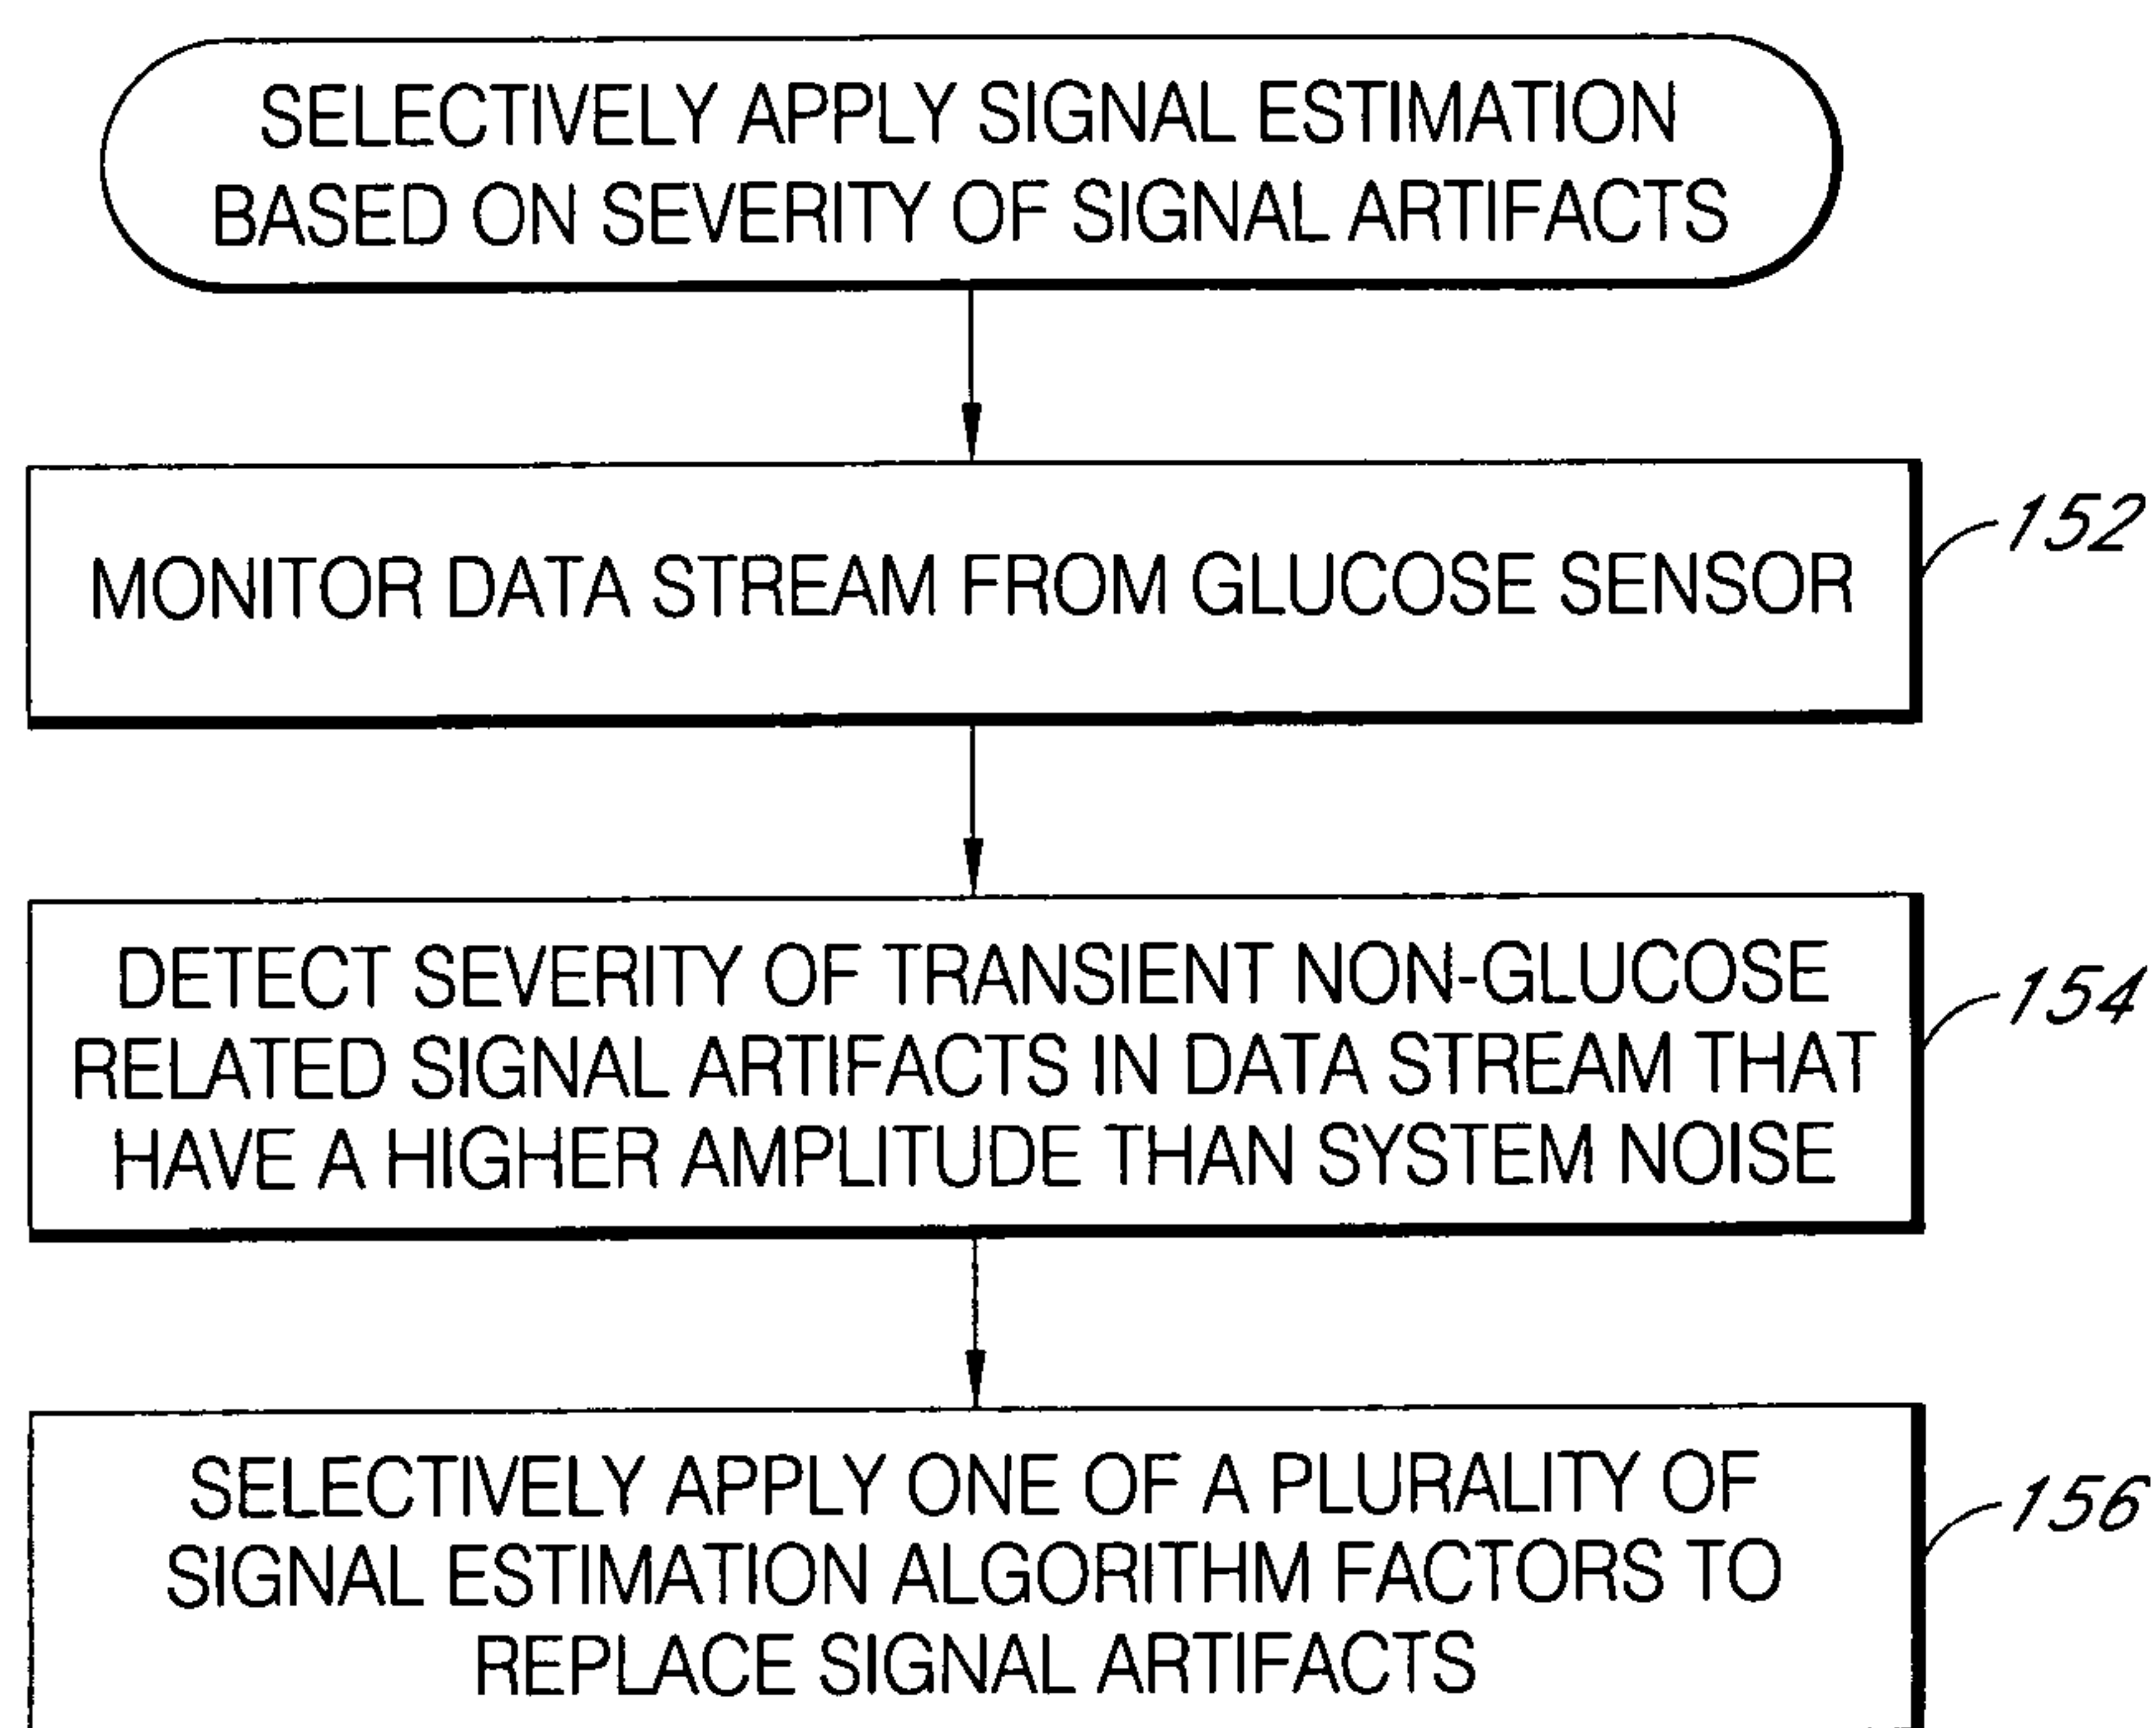 SELECTIVELY APPLY SIGNAL ESTIMATION
BASED ON SEVERITY OF SIGNAL ARTIFACTS
MONITOR DATA STREAM FROM GLUCOSE SENSOR
152
DETECT SEVERITY OF TRANSIENT NON-GLUCOSE
RELATED SIGNAL ARTIFACTS IN DATA STREAM THAT
HAVE A HIGHER AMPLITUDE THAN SYSTEM NOISE
154
SELECTIVELY APPLY ONE OF A PLURALITY OF
SIGNAL ESTIMATION ALGORITHM FACTORS TO
REPLACE SIGNAL ARTIFACTS
156